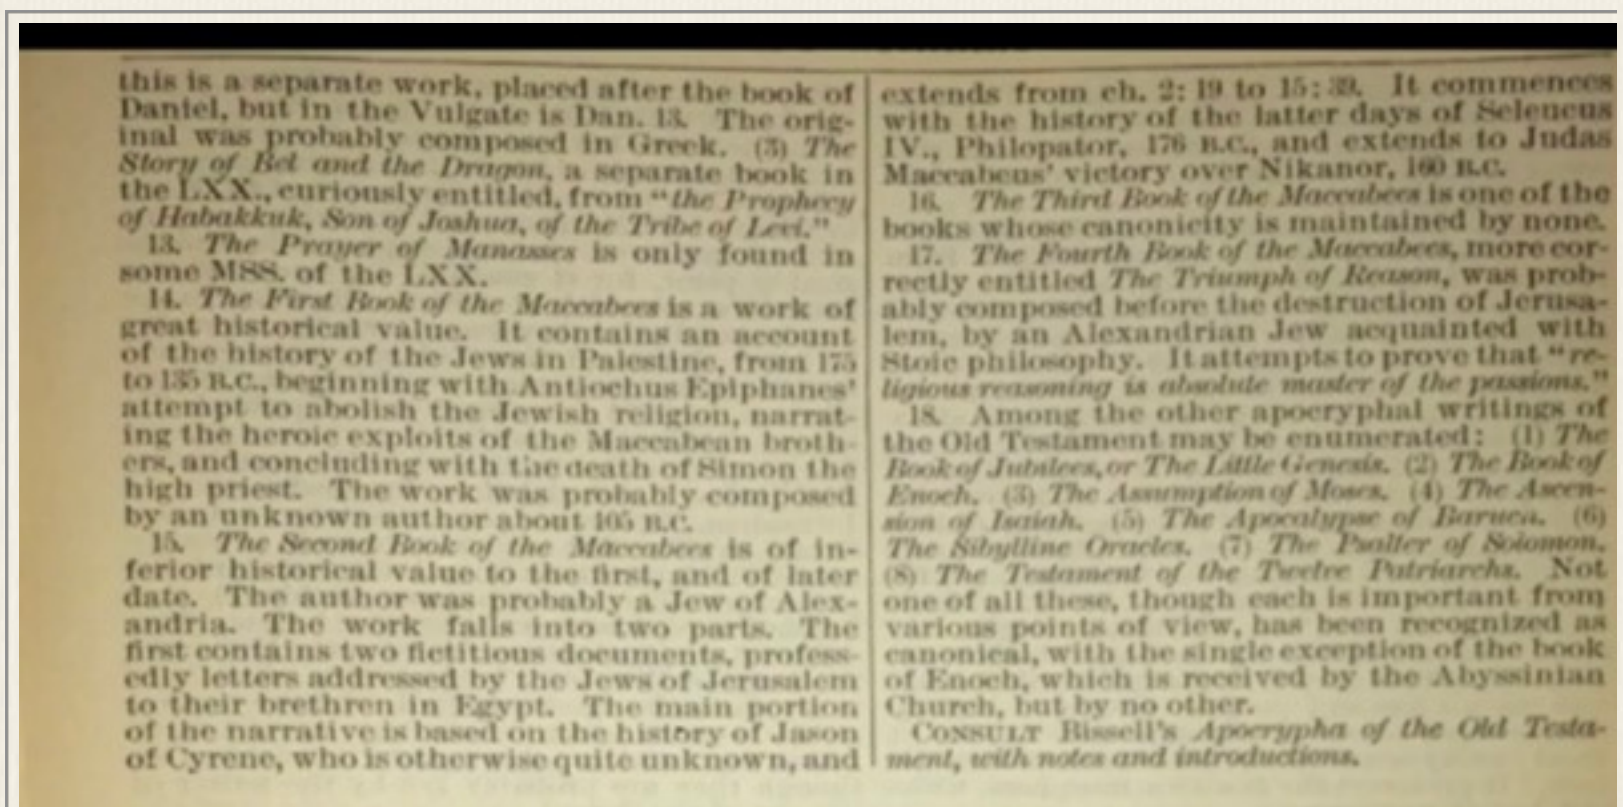 this is a separate work, placed after the book of
Daniel, but in the Vulgate is Dan. 13. The orig-
inal was probably composed in Greek. (3) The
Story of Bel and the Dragon, a separate book in
the LXX., curiously entitled, from "the Prophecy
of Habakkuk, Son of Joshua, of the Tribe of Levi."
13. The Prayer of Manasses is only found in
some MSS. of the LXX.
14. The First Book of the Maccabees is a work of
great historical value. It contains an account
of the history of the Jews in Palestine, from 175
to 135 B.C., beginning with Antiochus Epiphanes'
attempt to abolish the Jewish religion, narrat-
ing the heroic exploits of the Maccabean broth-
ers, and concluding with the death of Simon the
high priest. The work was probably composed
by an unknown author about 105 B.C.
15. The Second Book of the Maccabees is of in-
ferior historical value to the first, and of later
date. The author was probably a Jew of Alex-
andria. The work falls into two parts. The
first contains two fictitious documents, profess-
edly letters addressed by the Jews of Jerusalem
to their brethren in Egypt. The main portion
of the narrative is based on the history of Jason
of Cyrene, who is otherwise quite unknown, and
extends from ch. 2: 19 to 15: 39. It commences
with the history of the latter days of Seleucus
IV., Philopator, 176 B.C., and extends to Judas
Maccabeus' victory over Nikanor, 160 B.C.
16. The Third Book of the Maccabees is one of the
books whose canonicity is maintained by none.
17. The Fourth Book of the Maccabees, more cor-
rectly entitled The Triumph of Reason, was prob-
ably composed before the destruction of Jerusa-
lem, by an Alexandrian Jew acquainted with
Stoic philosophy. It attempts to prove that "re-
ligious reasoning is absolute master of the passions."
18. Among the other apocryphal writings of
the Old Testament may be enumerated: (1) The
Book of Jubilees, or The Little Genesis. (2) The Book of
Enoch. (3) The Assumption of Moses. (4) The Ascen-
sion of Isaiah. (5) The Apocalypse of Baruca. (6)
The Sibylline Oracles. (7) The Psalter of Solomon.
(8) The Testament of the Twelve Patriarchs. Not
one of all these, though each is important from
various points of view, has been recognized as
canonical, with the single exception of the book
of Enoch, which is received by the Abyssinian
Church, but by no other.
CONSULT Bissell's Apocrypha of the Old Testa-
ment, with notes and introductions.